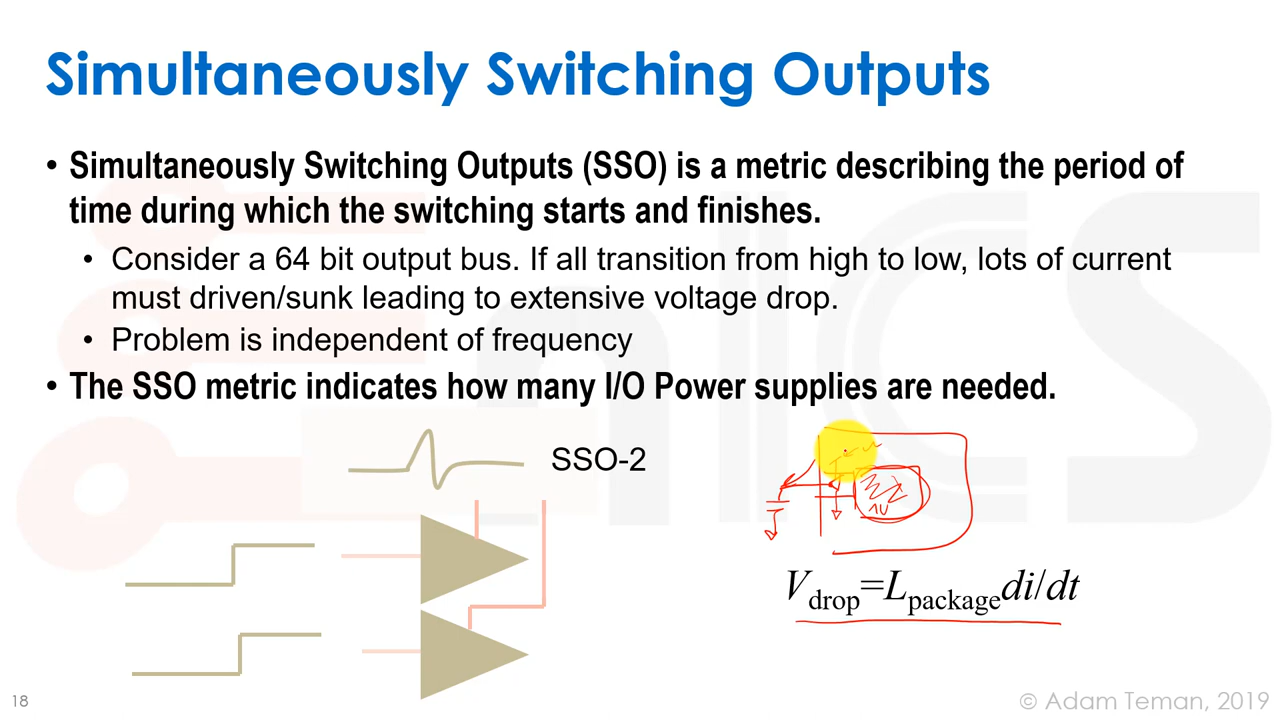 Simultaneously Switching Outputs
• Simultaneously Switching Outputs (SSO) is a metric describing the period of
time during which the switching starts and finishes.
• Consider a 64 bit output bus. If all transition from high to low, lots of current
must driven/sunk leading to extensive voltage drop.
• Problem is independent of frequency
• The SSO metric indicates how many I/O Power supplies are needed.
SSO-2
V_drop=L_package di/dt
18
© Adam Teman, 2019